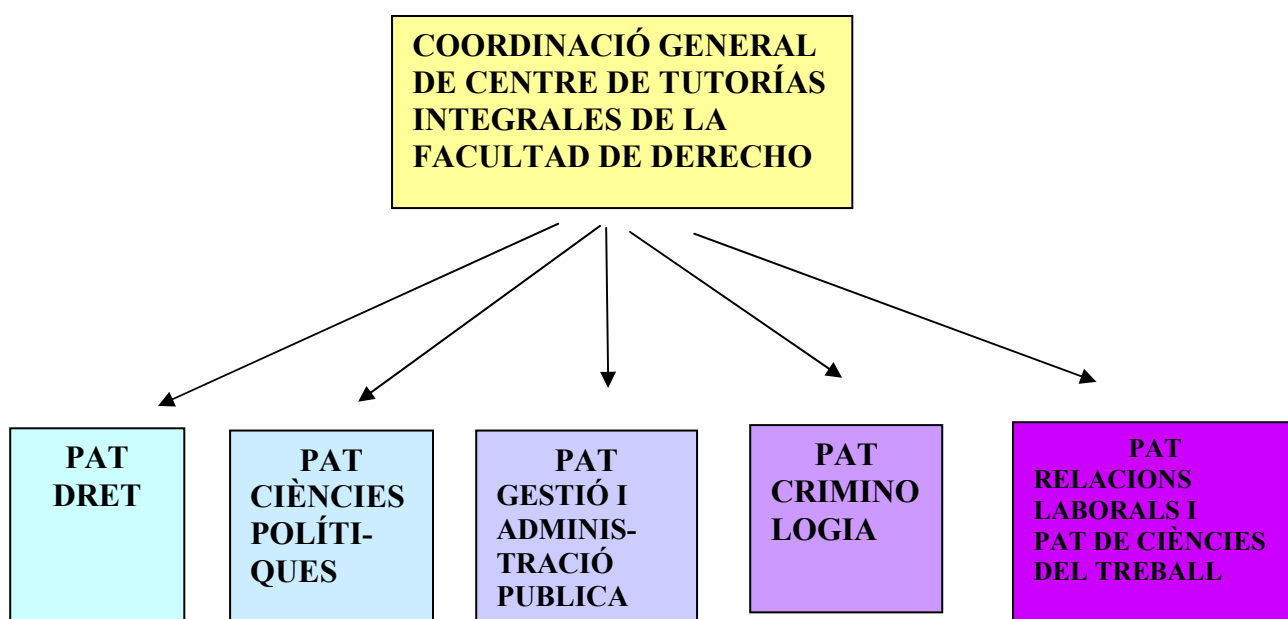 COORDINACIÓ GENERAL
DE CENTRE DE TUTORÍAS
INTEGRALES DE LA
FACULTAD DE DERECHO
PAT
DRET
PAT
CIÈNCIES
POLÍTI-
QUES
PAT
GESTIÓ I
ADMINIS-
TRACIÓ
PUBLICA
PAT
CRIMINO
LOGIA
PAT
RELACIONS
LABORALS I
PAT DE CIÈNCIES
DEL TREBALL